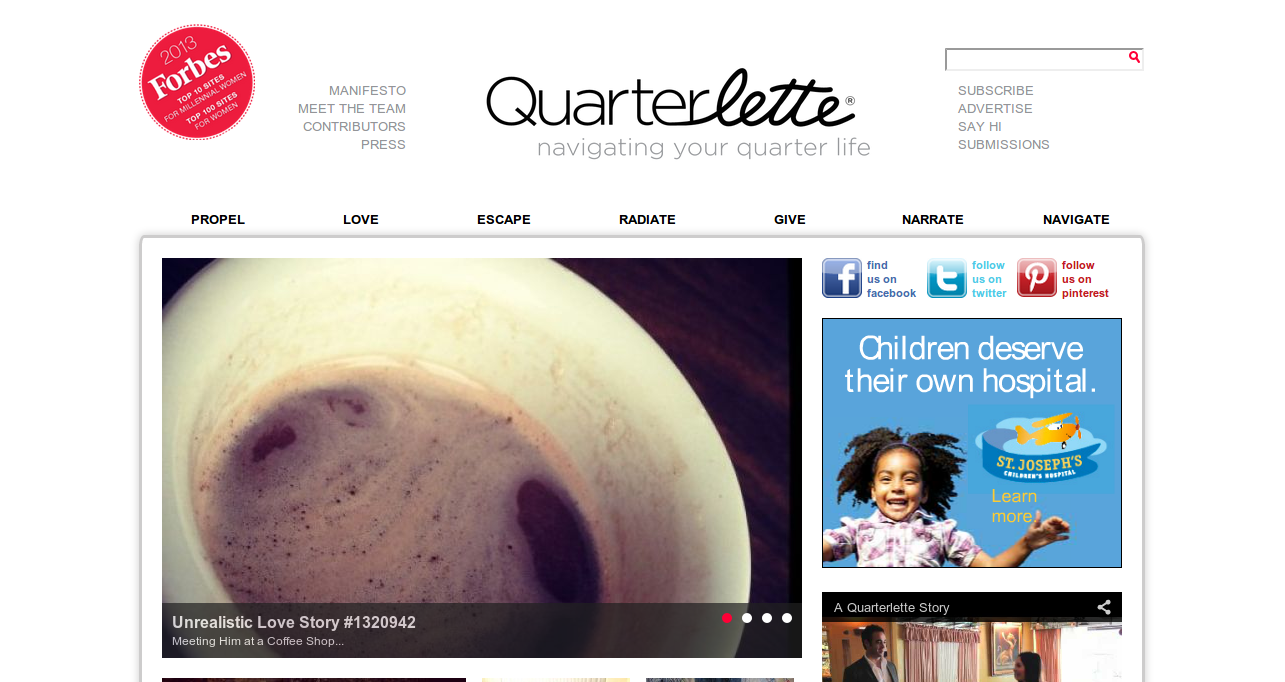 2013
Forbes
TOP 10 SITES
FOR MILLENNIAL WOMEN
TOP 100 SITES
FOR WOMEN
MANIFESTO
MEET THE TEAM
CONTRIBUTORS
PRESS
Quarterlette®
navigating your quarter life
SUBSCRIBE
ADVERTISE
SAY HI
SUBMISSIONS
PROPEL LOVE ESCAPE RADIATE GIVE NARRATE NAVIGATE
find
us on
facebook
follow
us on
twitter
follow
us on
pinterest
Children deserve
their own hospital.
ST. JOSEPH'S
CHILDREN'S HOSPITAL
Learn
more.
Unrealistic Love Story #1320942
Meeting Him at a Coffee Shop...
A Quarterlette Story